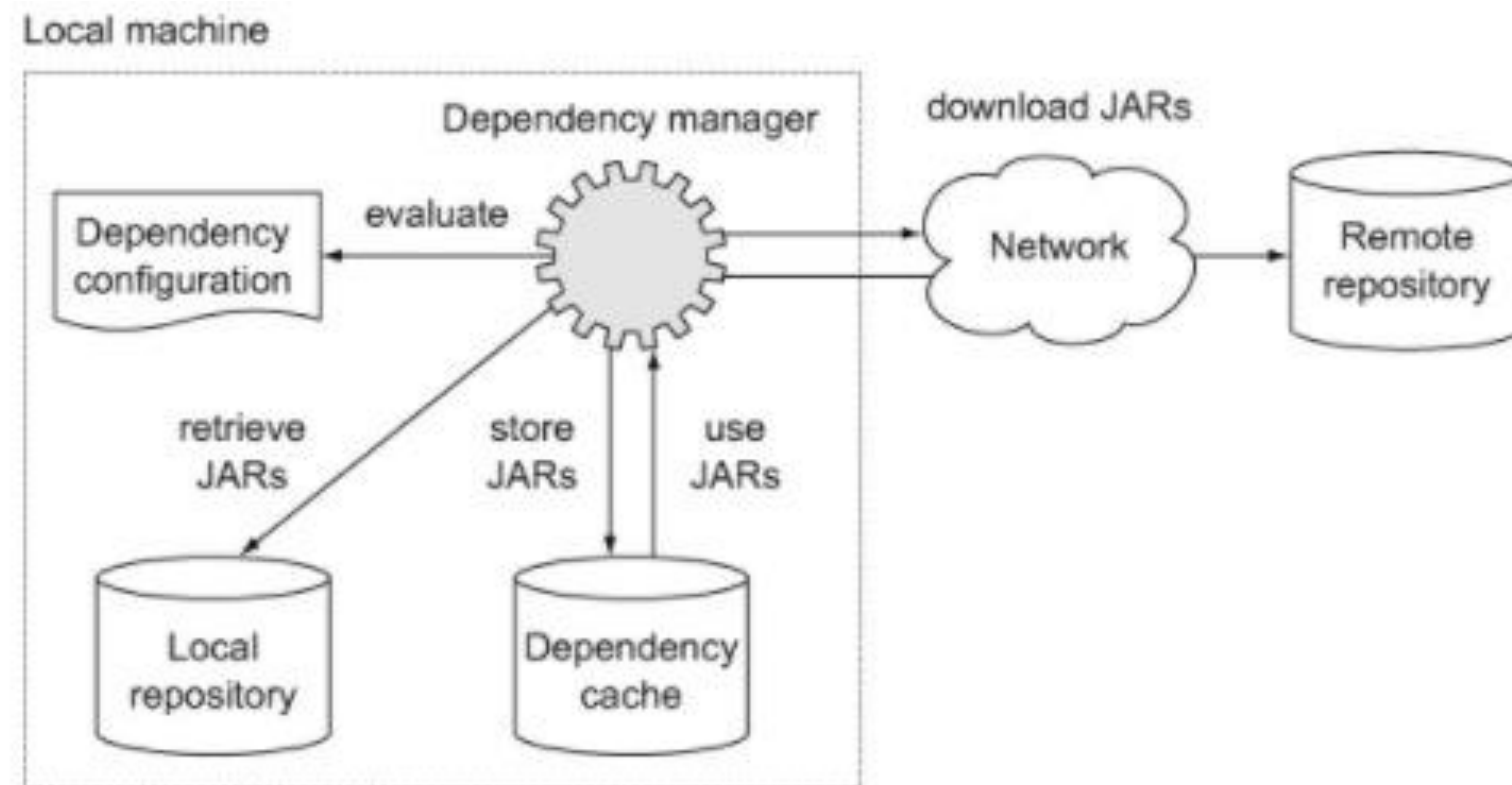 Local machine
Dependency manager
download JARs
evaluate
Dependency
configuration
Network
Remote
repository
retrieve
JARs
store
JARs
use
JARs
Local
repository
Dependency
cache